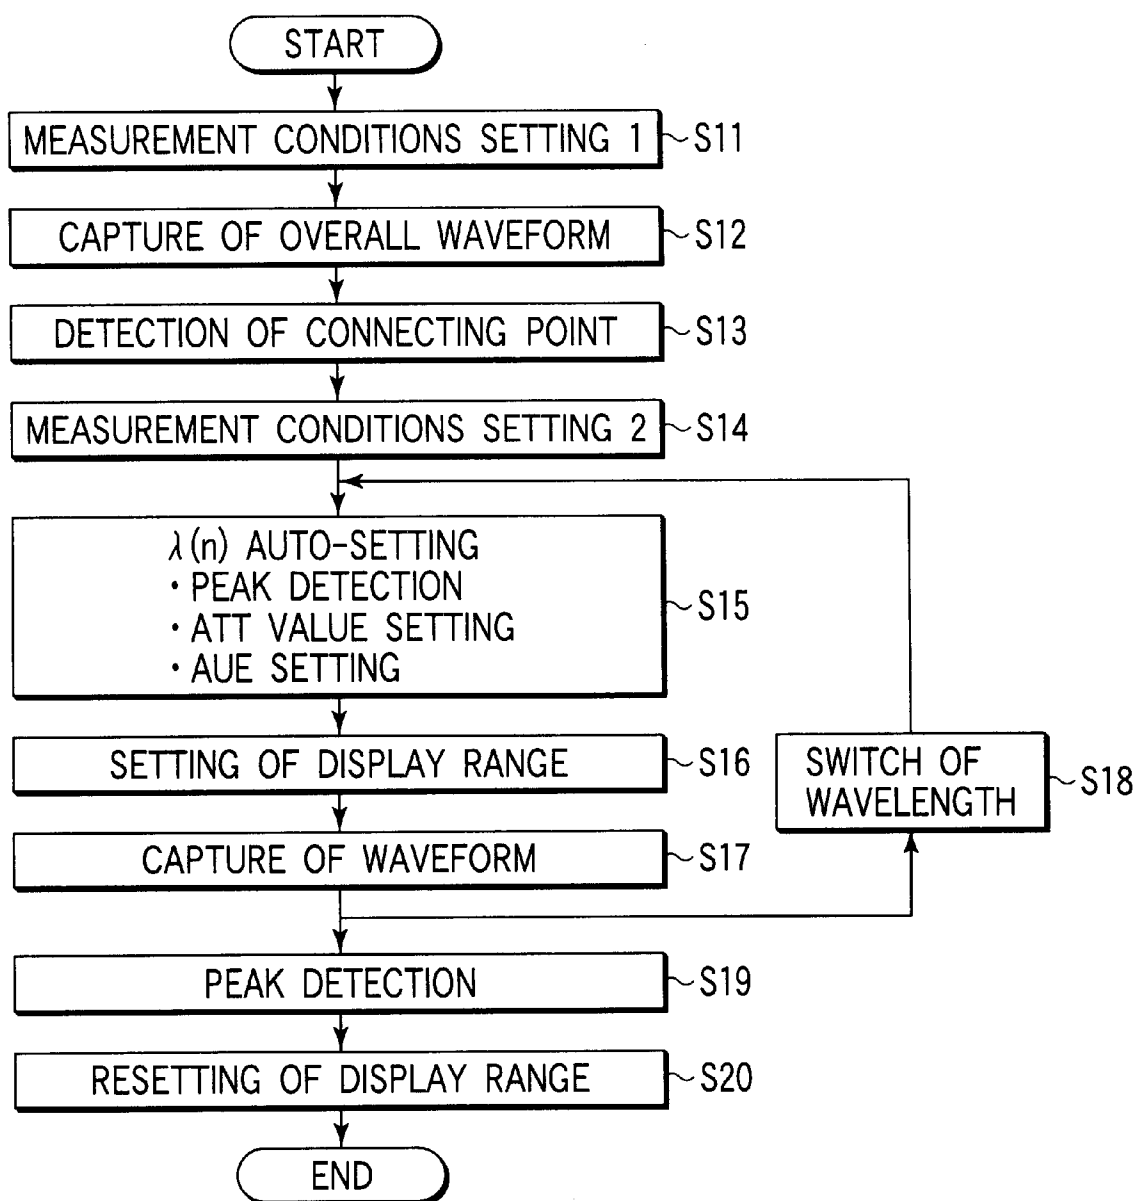 START
MEASUREMENT CONDITIONS SETTING 1 S11
CAPTURE OF OVERALL WAVEFORM S12
DETECTION OF CONNECTING POINT S13
MEASUREMENT CONDITIONS SETTING 2 S14
λ(n) AUTO-SETTING
・PEAK DETECTION
・ATT VALUE SETTING
・AUE SETTING
S15
SETTING OF DISPLAY RANGE S16
CAPTURE OF WAVEFORM S17
SWITCH OF
WAVELENGTH
S18
PEAK DETECTION S19
RESETTING OF DISPLAY RANGE S20
END